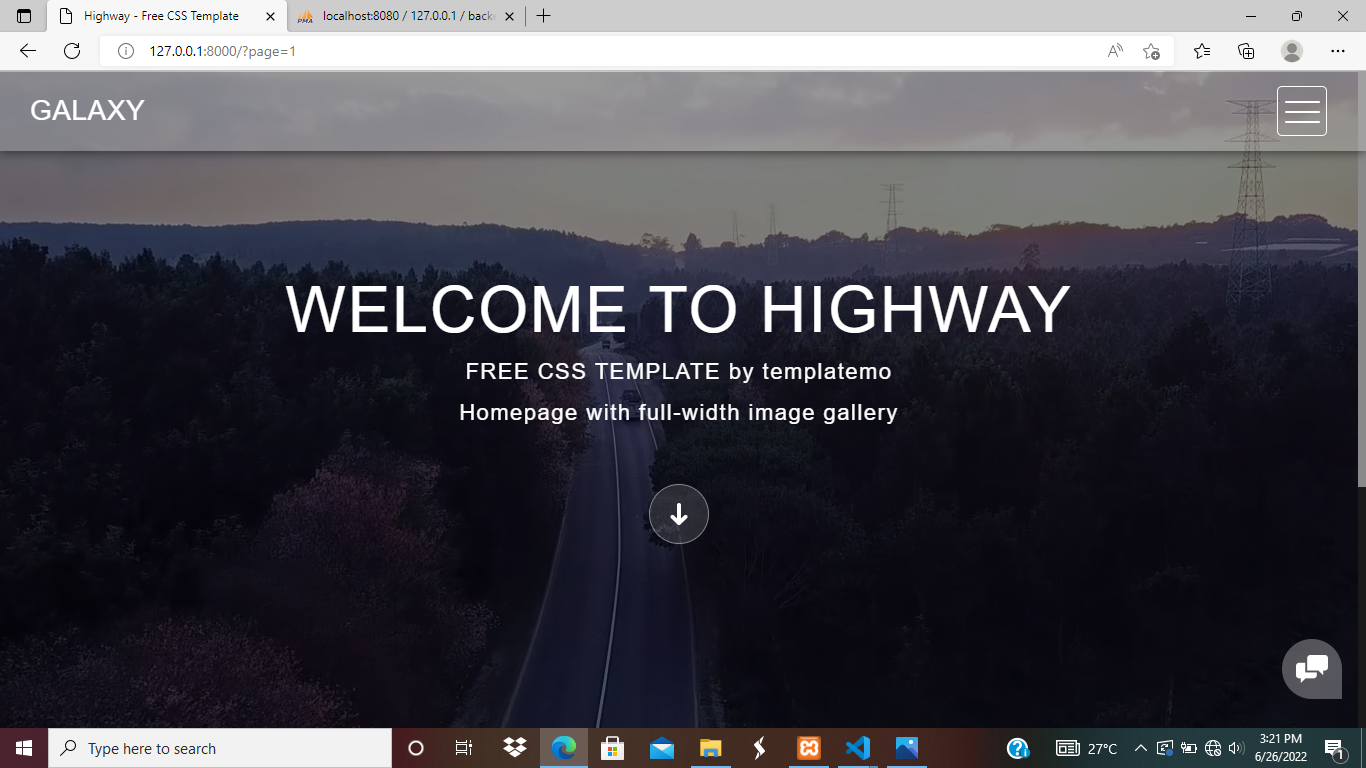 Highway - Free CSS Template
localhost:8080 / 127.0.0.1 / back
127.0.0.1:8000/?page=1
GALAXY
WELCOME TO HIGHWAY
FREE CSS TEMPLATE by templatemo
Homepage with full-width image gallery
Type here to search
27°C
3:21 PM
6/26/2022
1